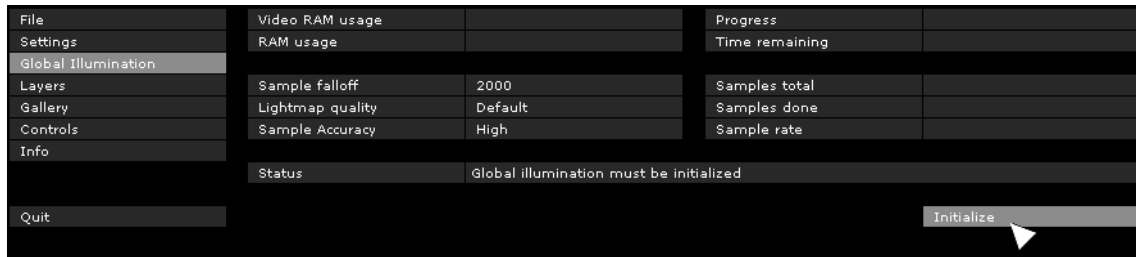 File
Settings
Global Illumination
Layers
Gallery
Controls
Info
Quit
Video RAM usage
RAM usage
Sample falloff 2000
Lightmap quality Default
Sample Accuracy High
Status Global illumination must be initialized
Progress
Time remaining
Samples total
Samples done
Sample rate
Initialize